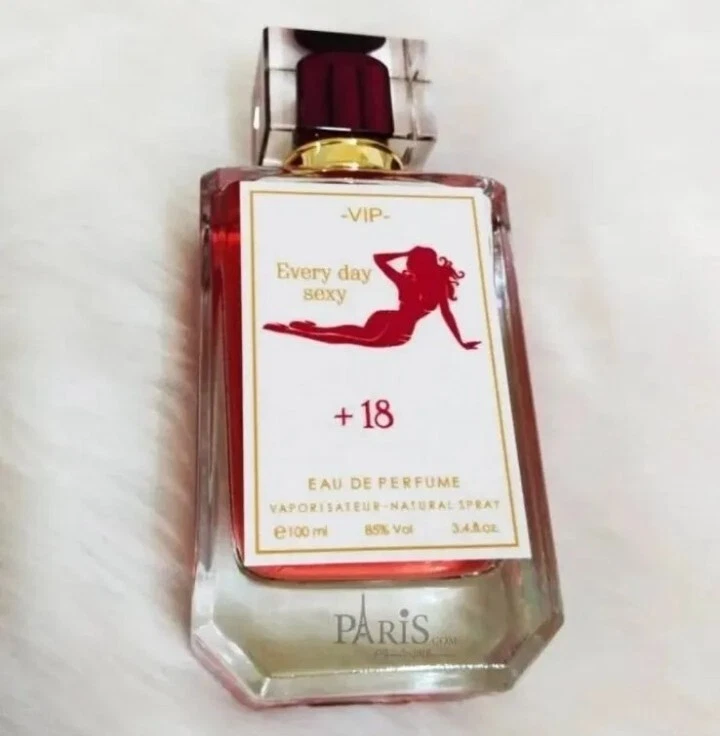 -VIP-
Every day
sexy
+18
EAU DE PERFUME
VAPORISATEUR-NATURAL SPRAY
e100 ml 85% Vol 3.4.fl.oz.
PARIS.COM